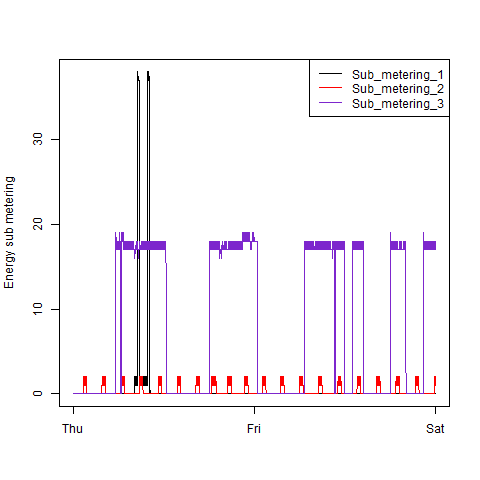 Sub_metering_1
Sub_metering_2
Sub_metering_3
Energy sub metering
30
20
10
0
Thu
Fri
Sat